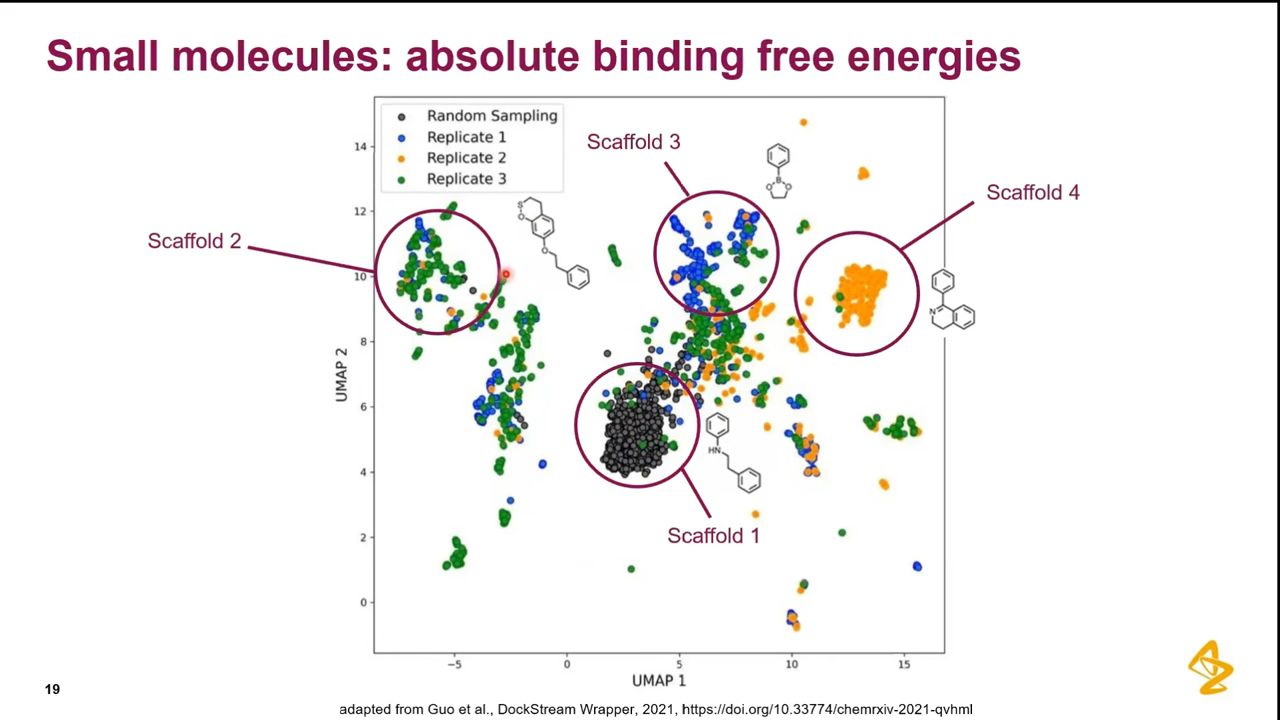 Small molecules: absolute binding free energies
Random Sampling
Replicate 1
Replicate 2
Replicate 3
Scaffold 3
Scaffold 4
Scaffold 2
Scaffold 1
S
O
O
B
O
O
N
HN
UMAP 2
14
12
10
8
6
4
2
0
−5
0
5
10
15
UMAP 1
19
adapted from Guo et al., DockStream Wrapper, 2021, https://doi.org/10.33774/chemrxiv-2021-qvhml